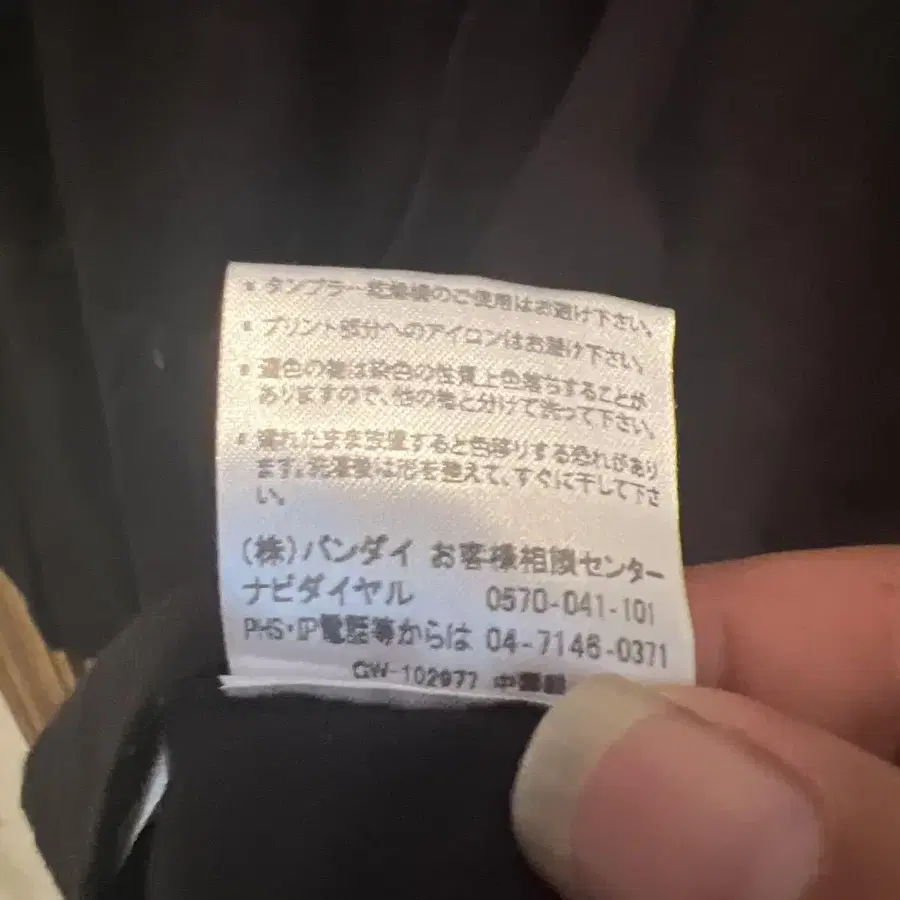 * タンブラー乾燥機のご使用はお避け下さい。
* プリント部分へのアイロンはお避け下さい。
* 濃色の物は染色の性質上色落ちすることが
ありますので、他の物と分けて洗って下さい。
* 濡れたまま放置すると色移りする恐れがあり
ます。洗濯後は形を整えて、すぐに干して下さ
い。
(株)バンダイ お客様相談センター
ナビダイヤル 0570-041-101
PHS・IP電話等からは 04-7146-0371
GW-102977 中国製